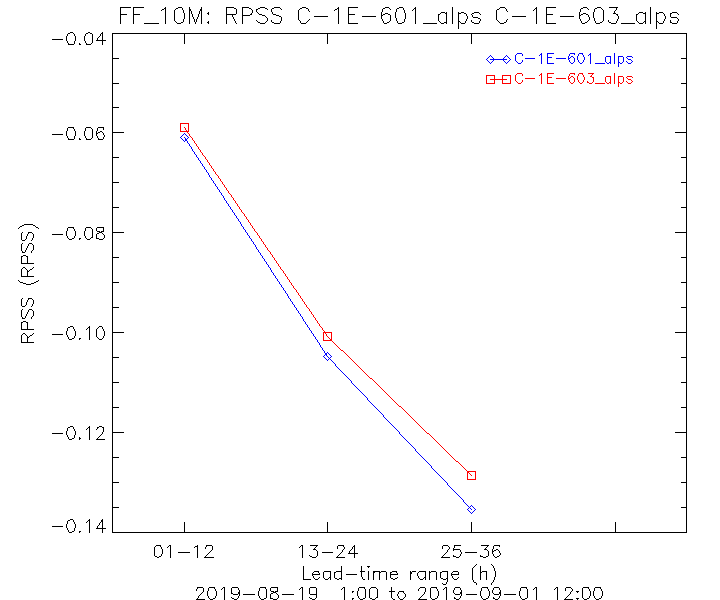 FF_10M: RPSS C-1E-601_alps C-1E-603_alps
C-1E-601_alps
C-1E-603_alps
-0.04
-0.06
-0.08
-0.10
-0.12
-0.14
RPSS (RPSS)
01-12 13-24 25-36
Lead-time range (h)
2019-08-19 1:00 to 2019-09-01 12:00